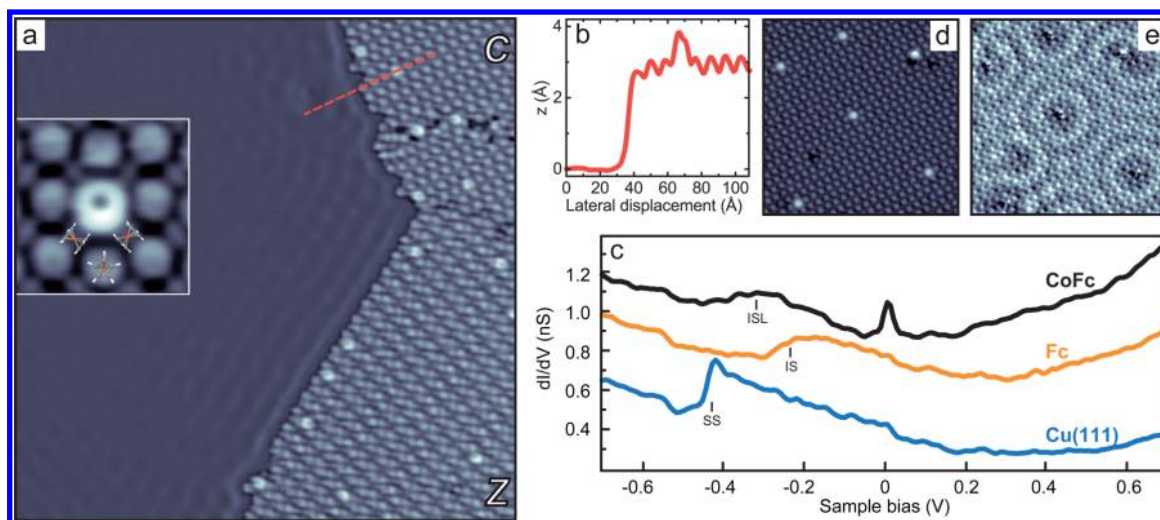 a
C
Z
b
z (Å)
4
2
0
0 20 40 60 80 100
Lateral displacement (Å)
d
e
c
dI/dV (nS)
1.2
1.0
0.8
0.6
0.4
CoFc
ISL
Fc
IS
Cu(111)
SS
-0.6 -0.4 -0.2 0 0.2 0.4 0.6
Sample bias (V)